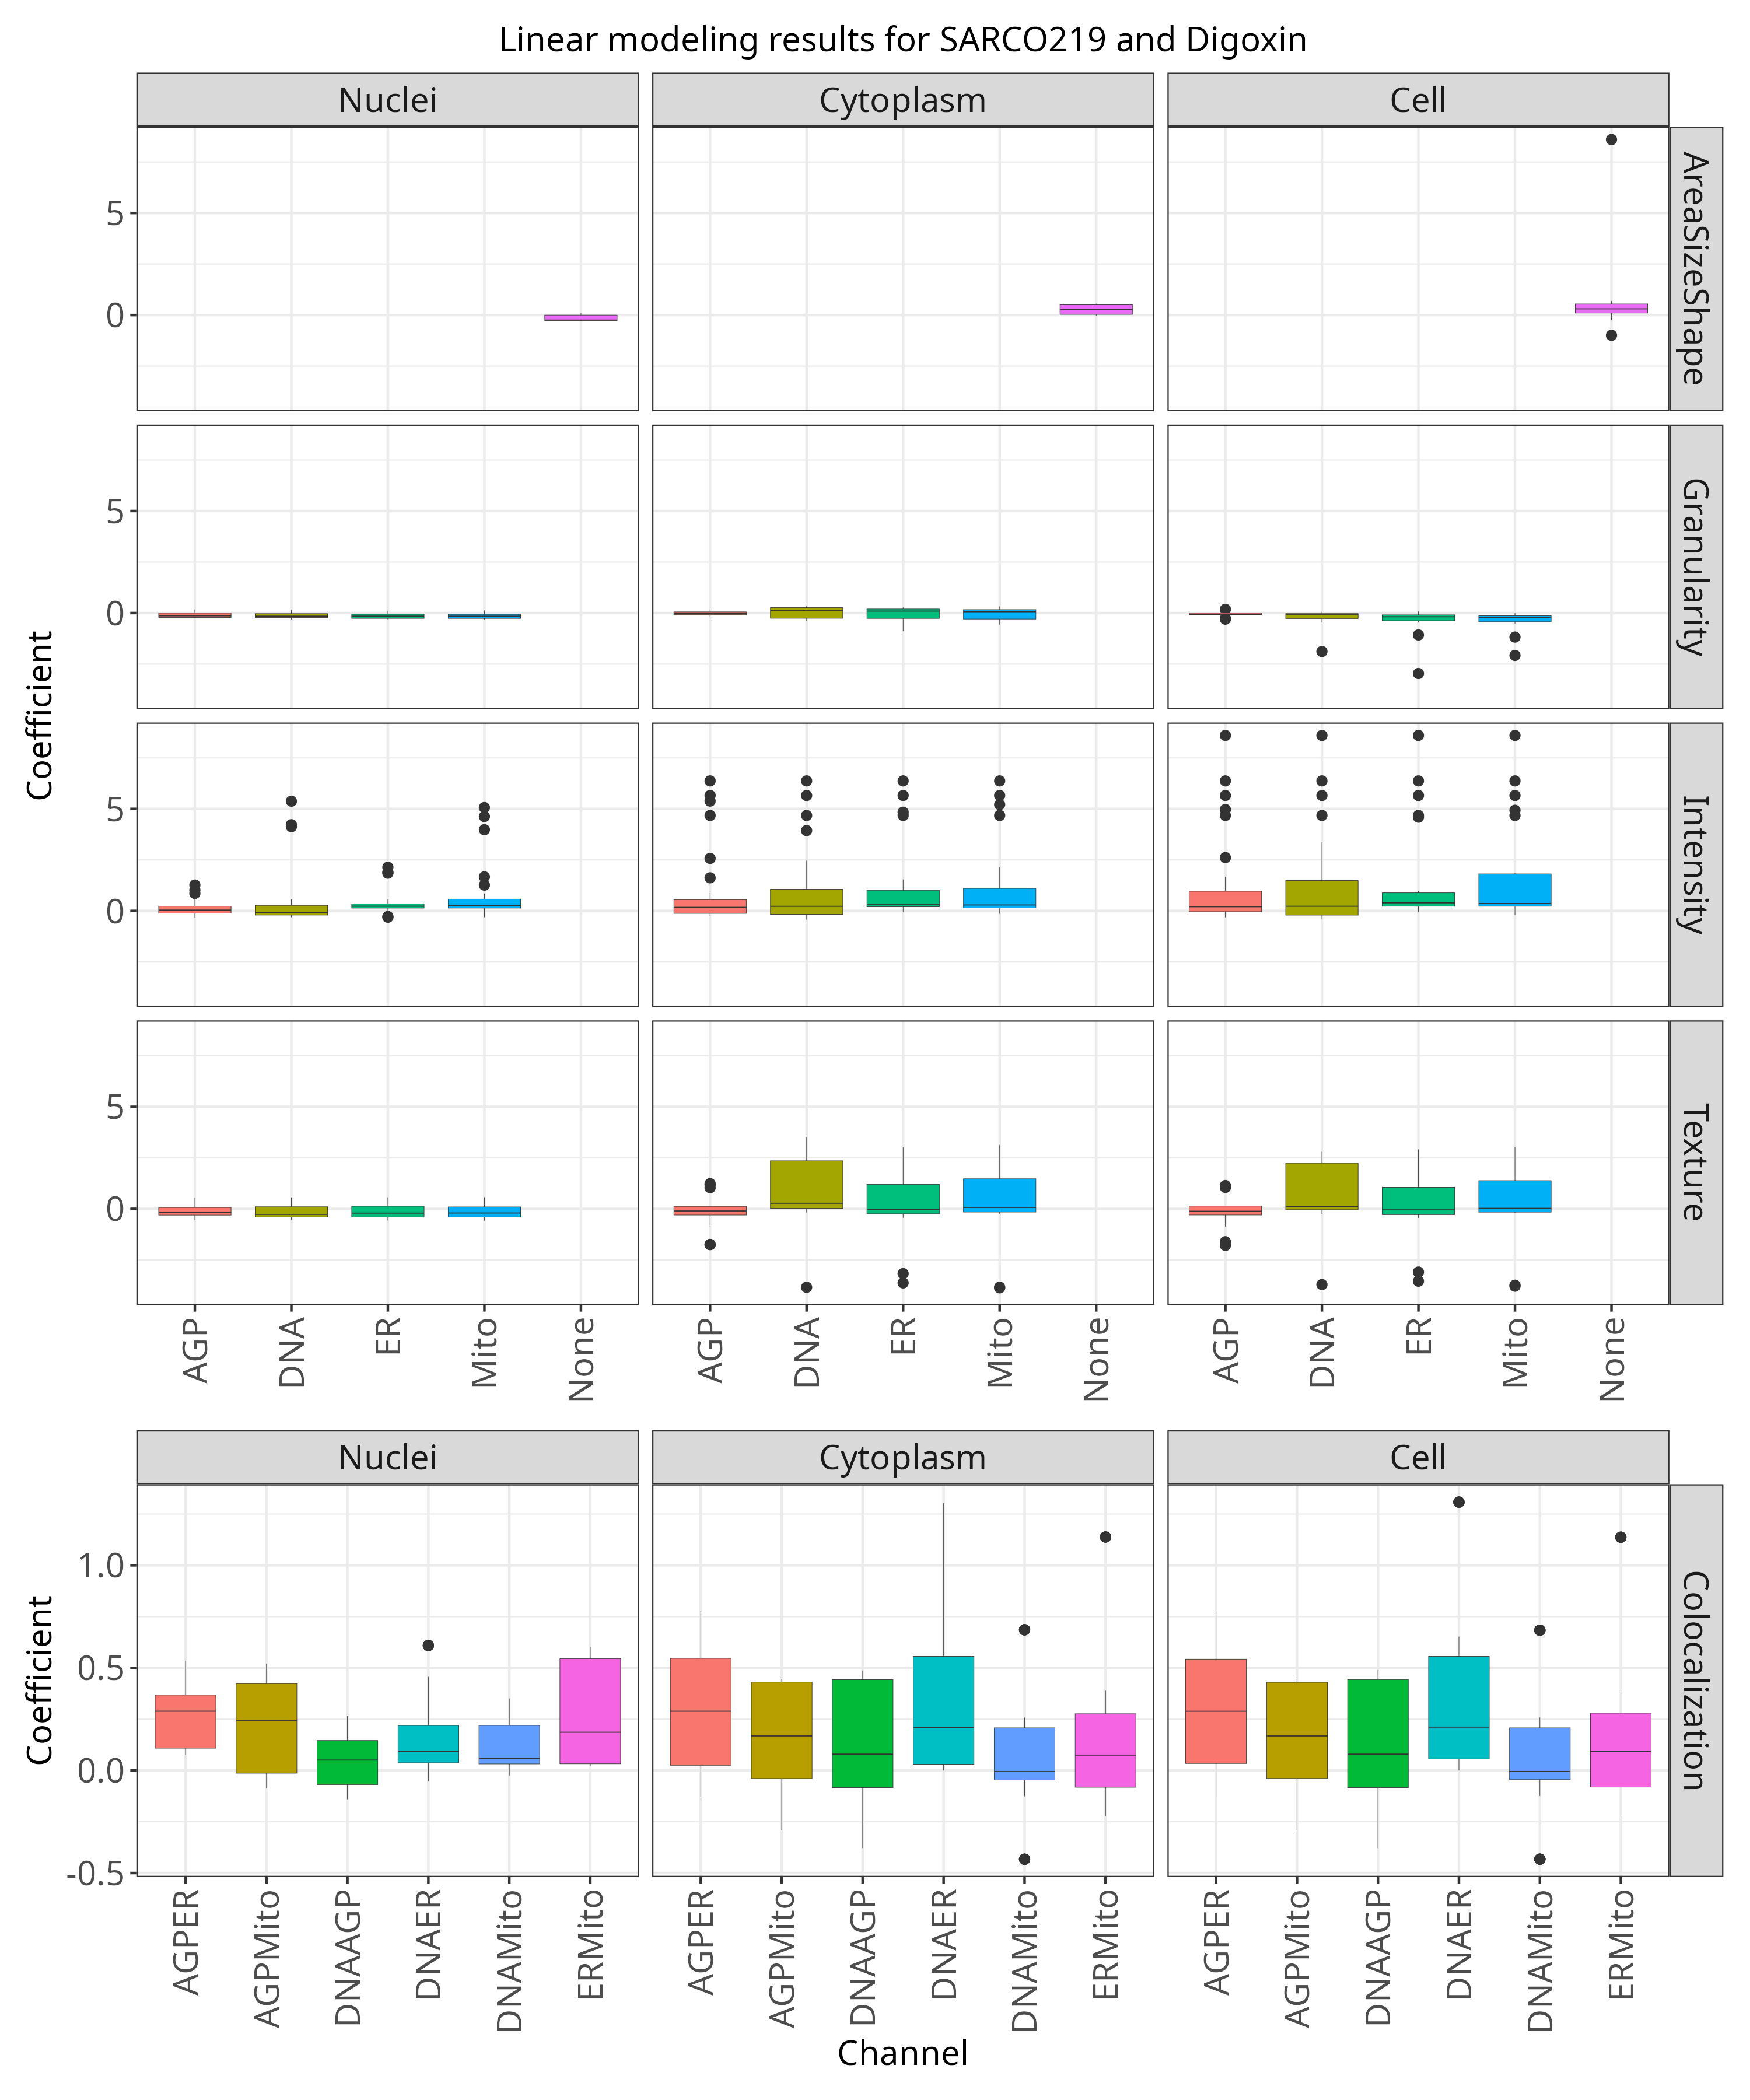 Linear modeling results for SARCO219 and Digoxin
Nuclei Cytoplasm Cell
5
0
AreaSizeShape
5
0
Granularity
Coefficient
5
0
Intensity
5
0
Texture
AGP DNA ER Mito None AGP DNA ER Mito None AGP DNA ER Mito None
Nuclei Cytoplasm Cell
1.0
0.5
0.0
-0.5
Coefficient
Colocalization
AGPER AGPMito DNAAGP DNAER DNAMito ERMito AGPER AGPMito DNAAGP DNAER DNAMito ERMito AGPER AGPMito DNAAGP DNAER DNAMito ERMito
Channel